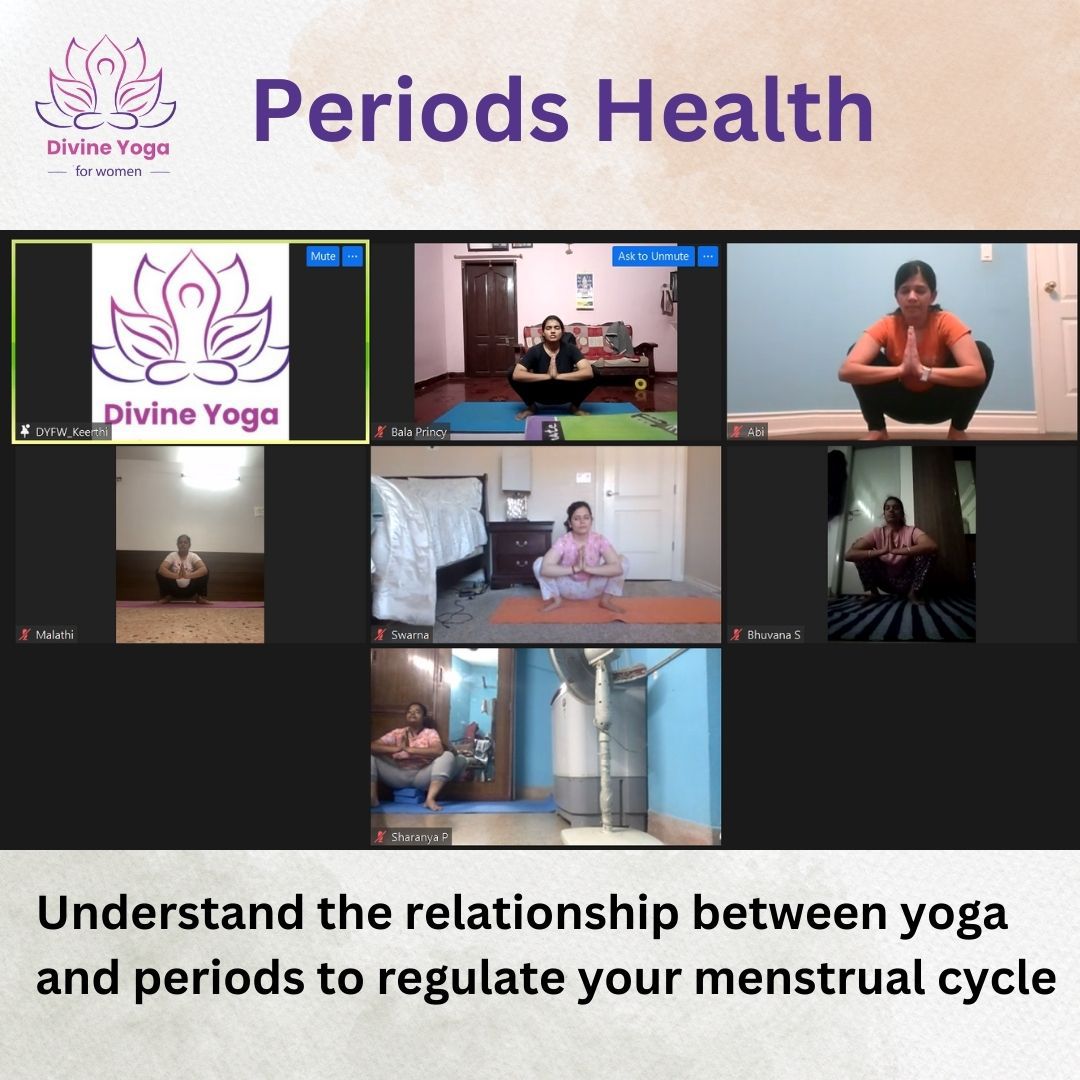 Divine Yoga
for women
Periods Health
Mute ...
Divine Yoga
DYFW_Keerthi
Ask to Unmute ...
Bala Princy
Abi
Malathi
Swarna
Bhuvana S
Sharanya P
Understand the relationship between yoga
and periods to regulate your menstrual cycle